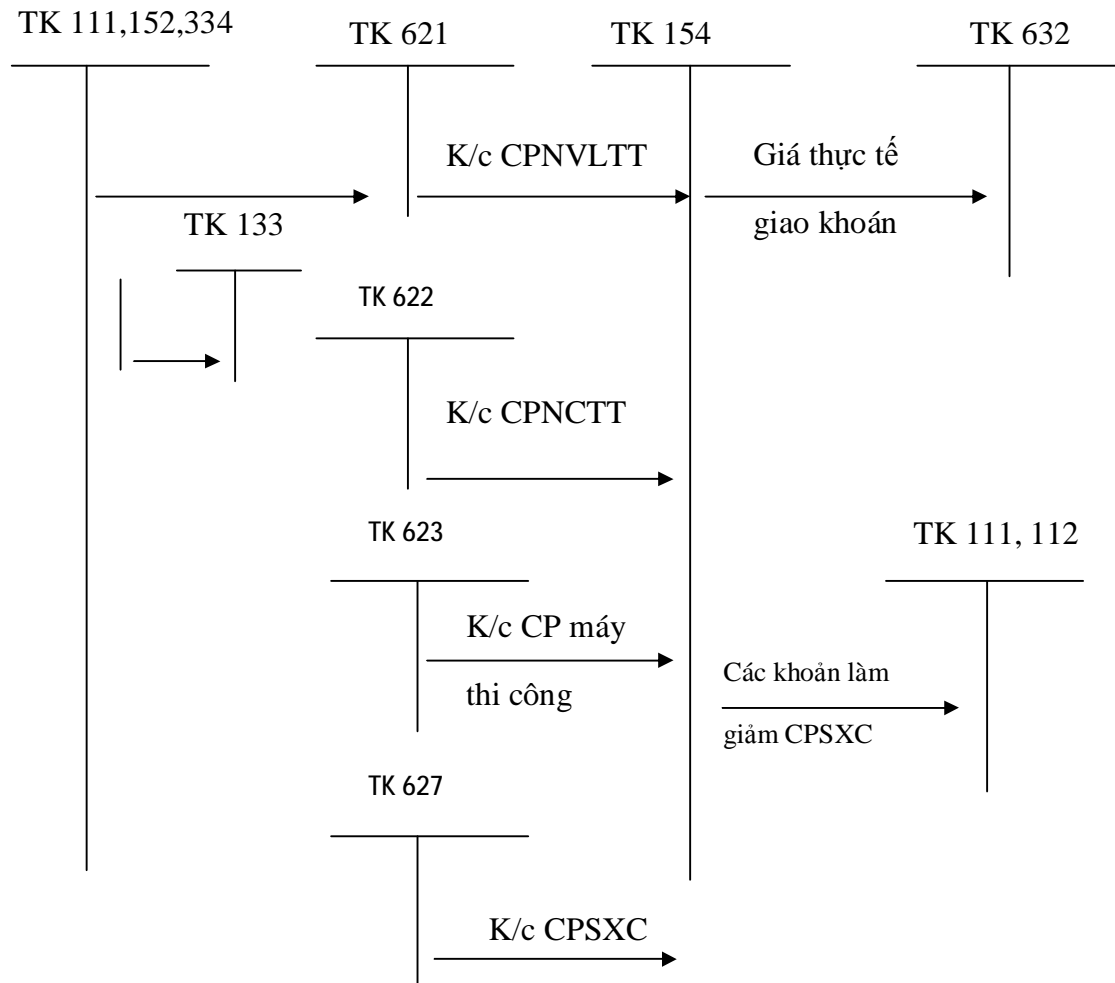 TK 111,152,334
TK 621
TK 154
TK 632
K/c CPNVLTT
Giá thực tế
giao khoán
TK 133
TK 622
K/c CPNCTT
TK 623
TK 111, 112
K/c CP máy
thi công
Các khoản làm
giảm CPSXC
TK 627
K/c CPSXC